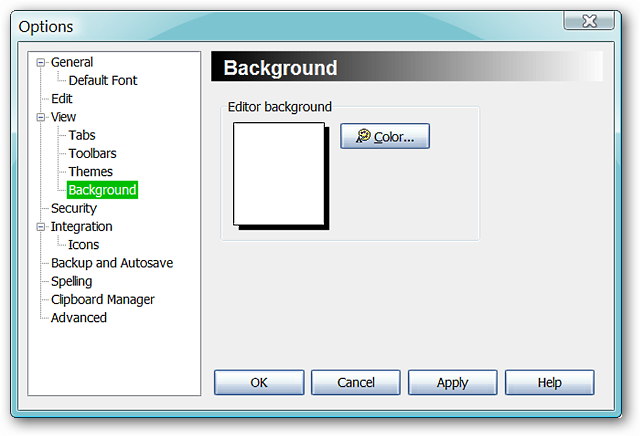 Options
General
Default Font
Edit
View
Tabs
Toolbars
Themes
Background
Security
Integration
Icons
Backup and Autosave
Spelling
Clipboard Manager
Advanced
Background
Editor background
Color...
OK
Cancel
Apply
Help